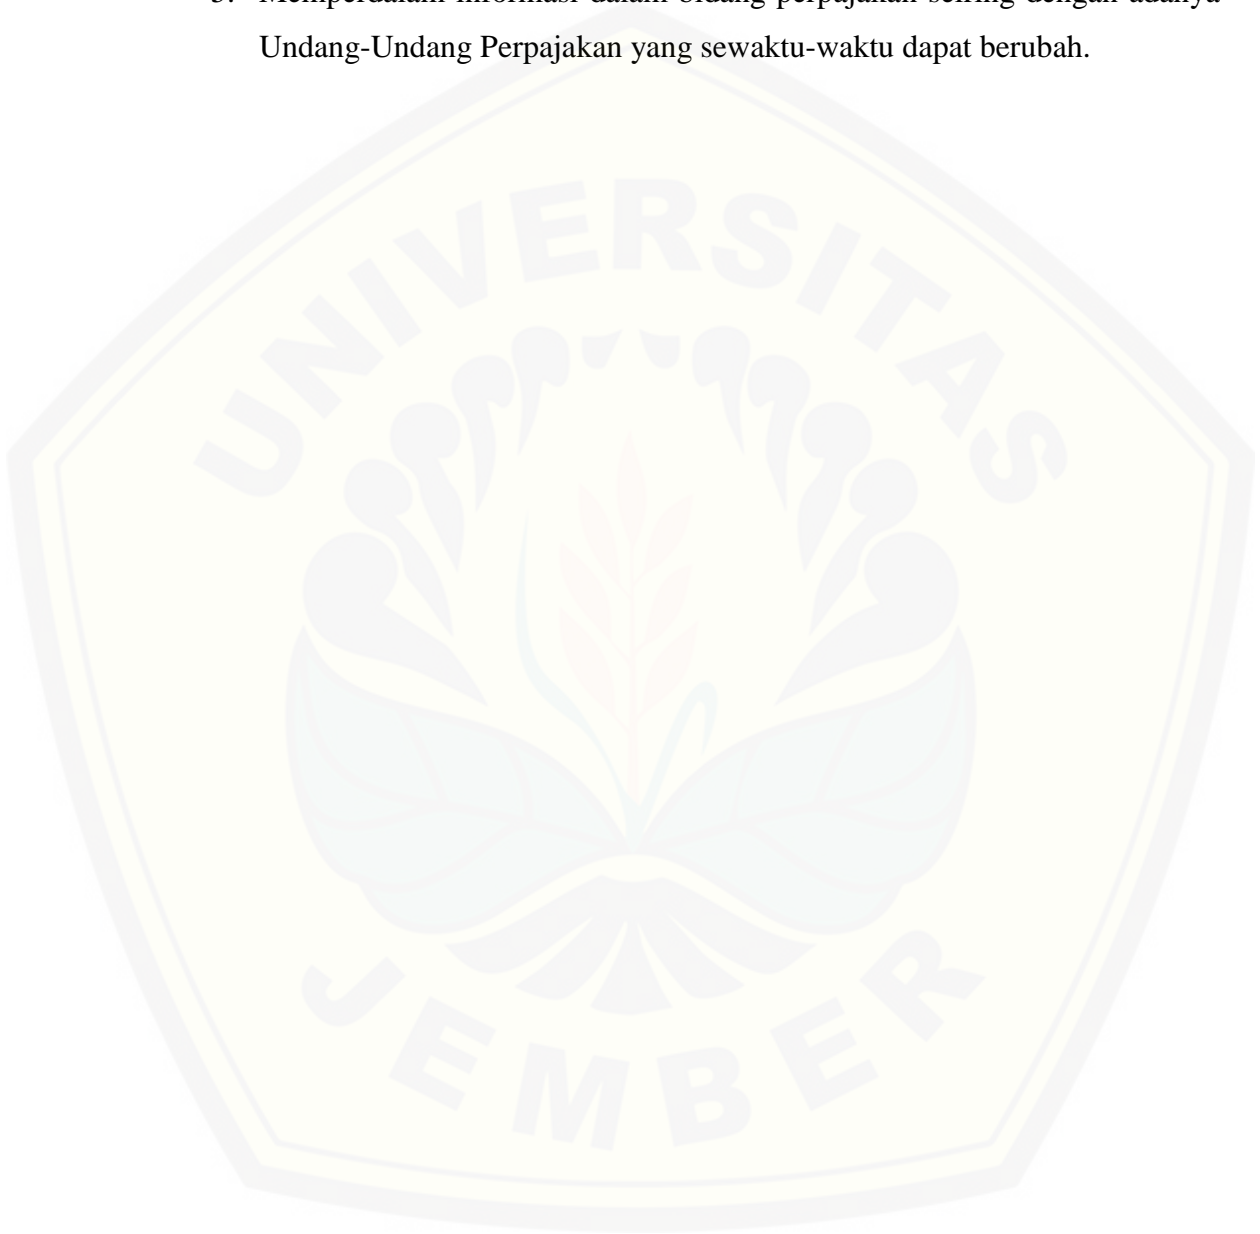 Memperdalam informasi dalam bidang perpajakan seiring dengan adanya
Undang-Undang Perpajakan yang sewaktu-waktu dapat berubah.
UNIVERSITAS
JEMBER